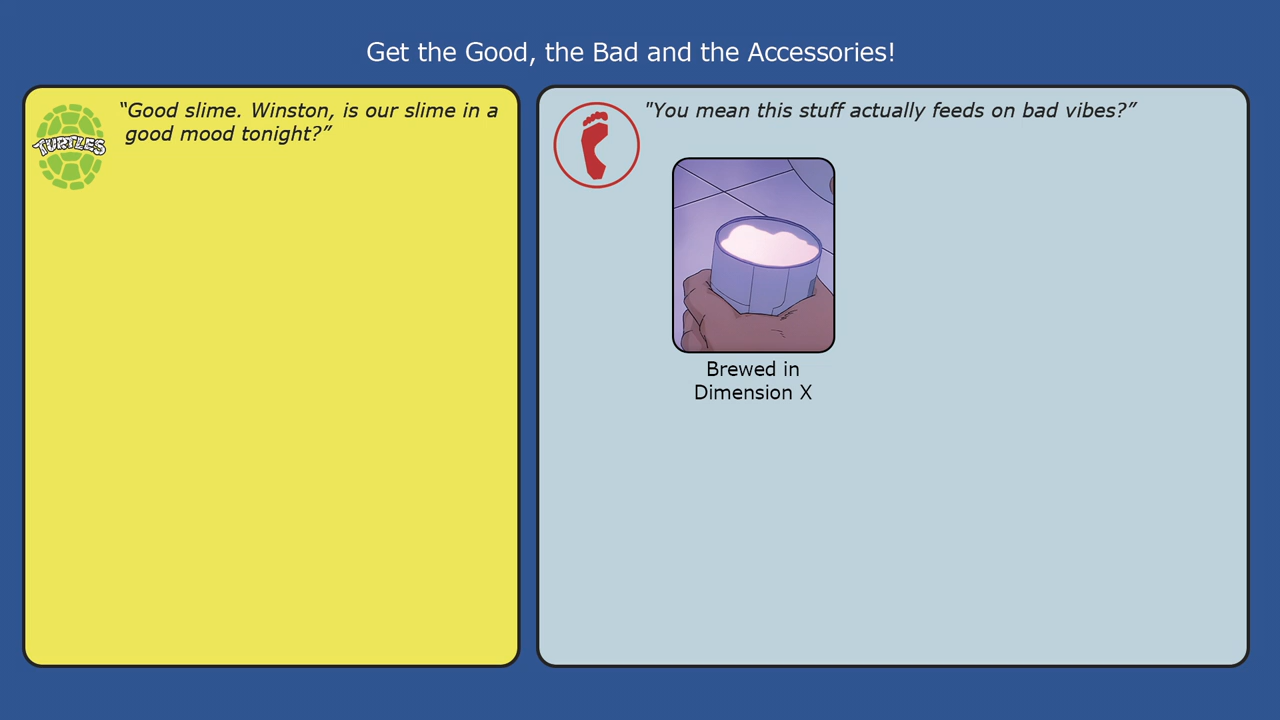 Get the Good, the Bad and the Accessories!
“Good slime. Winston, is our slime in a
good mood tonight?”
TURTLES
"You mean this stuff actually feeds on bad vibes?”
Brewed in
Dimension X